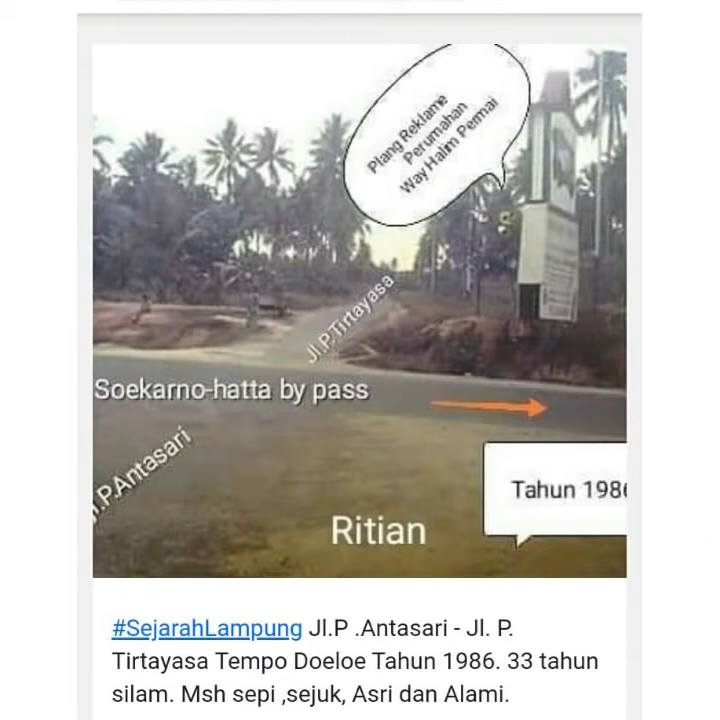 Plang Reklame
Perumahan
Way Halim Permai
Jl.P.Tirtayasa
Soekarno-hatta by pass
Jl.P.Antasari
Tahun 1986
Ritian
#SejarahLampung Jl.P .Antasari - Jl. P.
Tirtayasa Tempo Doeloe Tahun 1986. 33 tahun
silam. Msh sepi ,sejuk, Asri dan Alami.